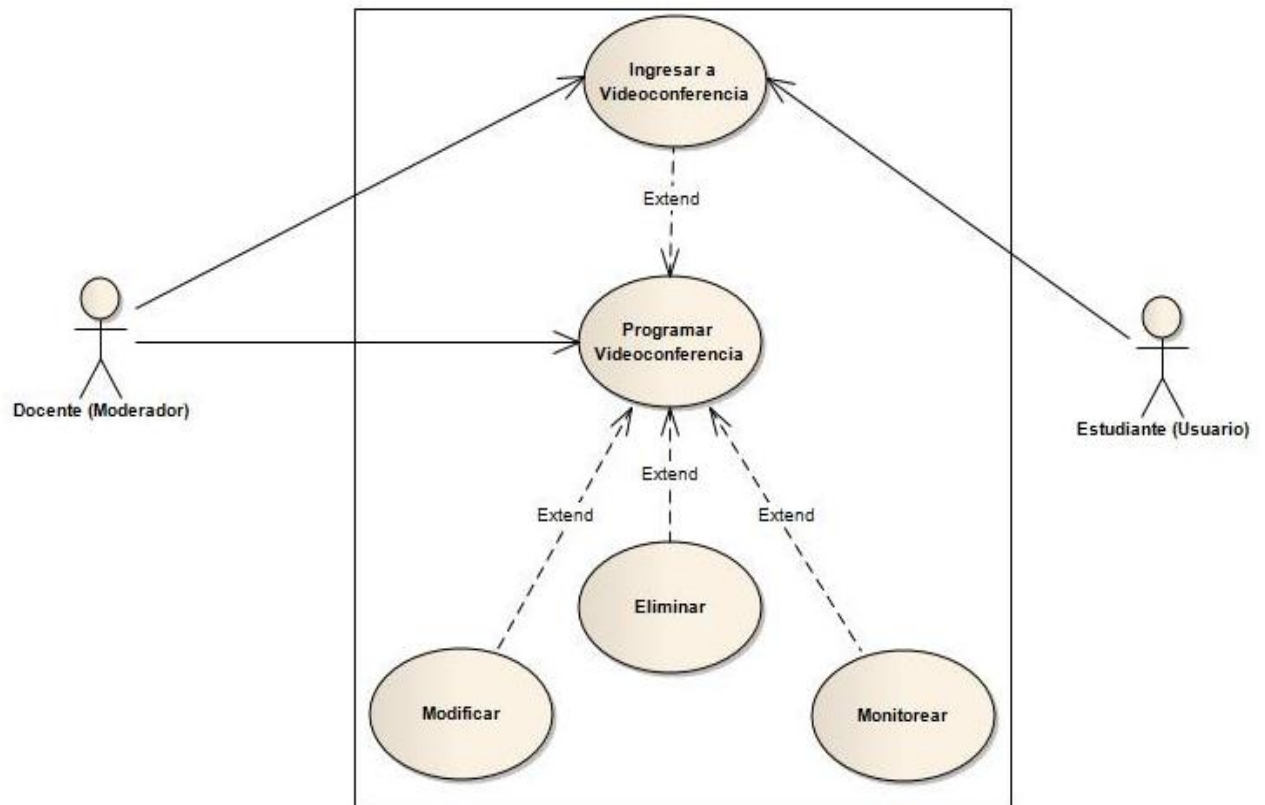 Ingresar a
Videoconferencia
Extend
Programar
Videoconferencia
Docente (Moderador)
Estudiante (Usuario)
Extend
Extend
Extend
Eliminar
Modificar
Monitorear